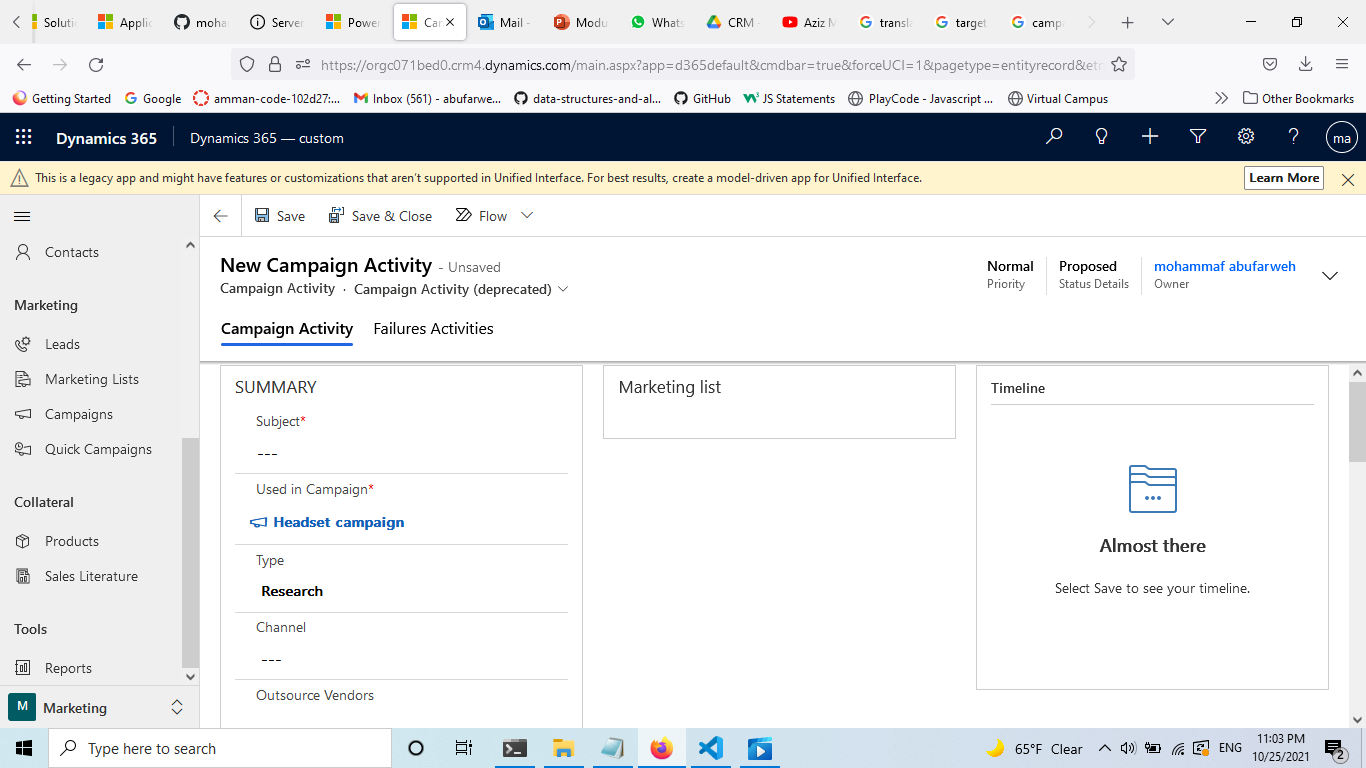 Soluti
Applic
moha
Server
Power
Car
Mail -
Modu
Whats
CRM -
Aziz M
transla
target
campa
https://orgc071bed0.crm4.dynamics.com/main.aspx?app=d365default&cmdbar=true&forceUCI=1&pagetype=entityrecord&etn
Getting Started
Google
amman-code-102d27:...
Inbox (561) - abufarwe...
data-structures-and-al...
GitHub
JS Statements
PlayCode - Javascript ...
Virtual Campus
Other Bookmarks
Dynamics 365
Dynamics 365 — custom
ma
This is a legacy app and might have features or customizations that aren't supported in Unified Interface. For best results, create a model-driven app for Unified Interface.
Learn More
Save
Save & Close
Flow
Contacts
Marketing
Leads
Marketing Lists
Campaigns
Quick Campaigns
Collateral
Products
Sales Literature
Tools
Reports
M
Marketing
New Campaign Activity - Unsaved
Campaign Activity · Campaign Activity (deprecated)
Normal
Priority
Proposed
Status Details
mohammaf abufarweh
Owner
Campaign Activity
Failures Activities
SUMMARY
Subject*
---
Used in Campaign*
Headset campaign
Type
Research
Channel
---
Outsource Vendors
Marketing list
Timeline
Almost there
Select Save to see your timeline.
Type here to search
65°F Clear
ENG
11:03 PM
10/25/2021
2